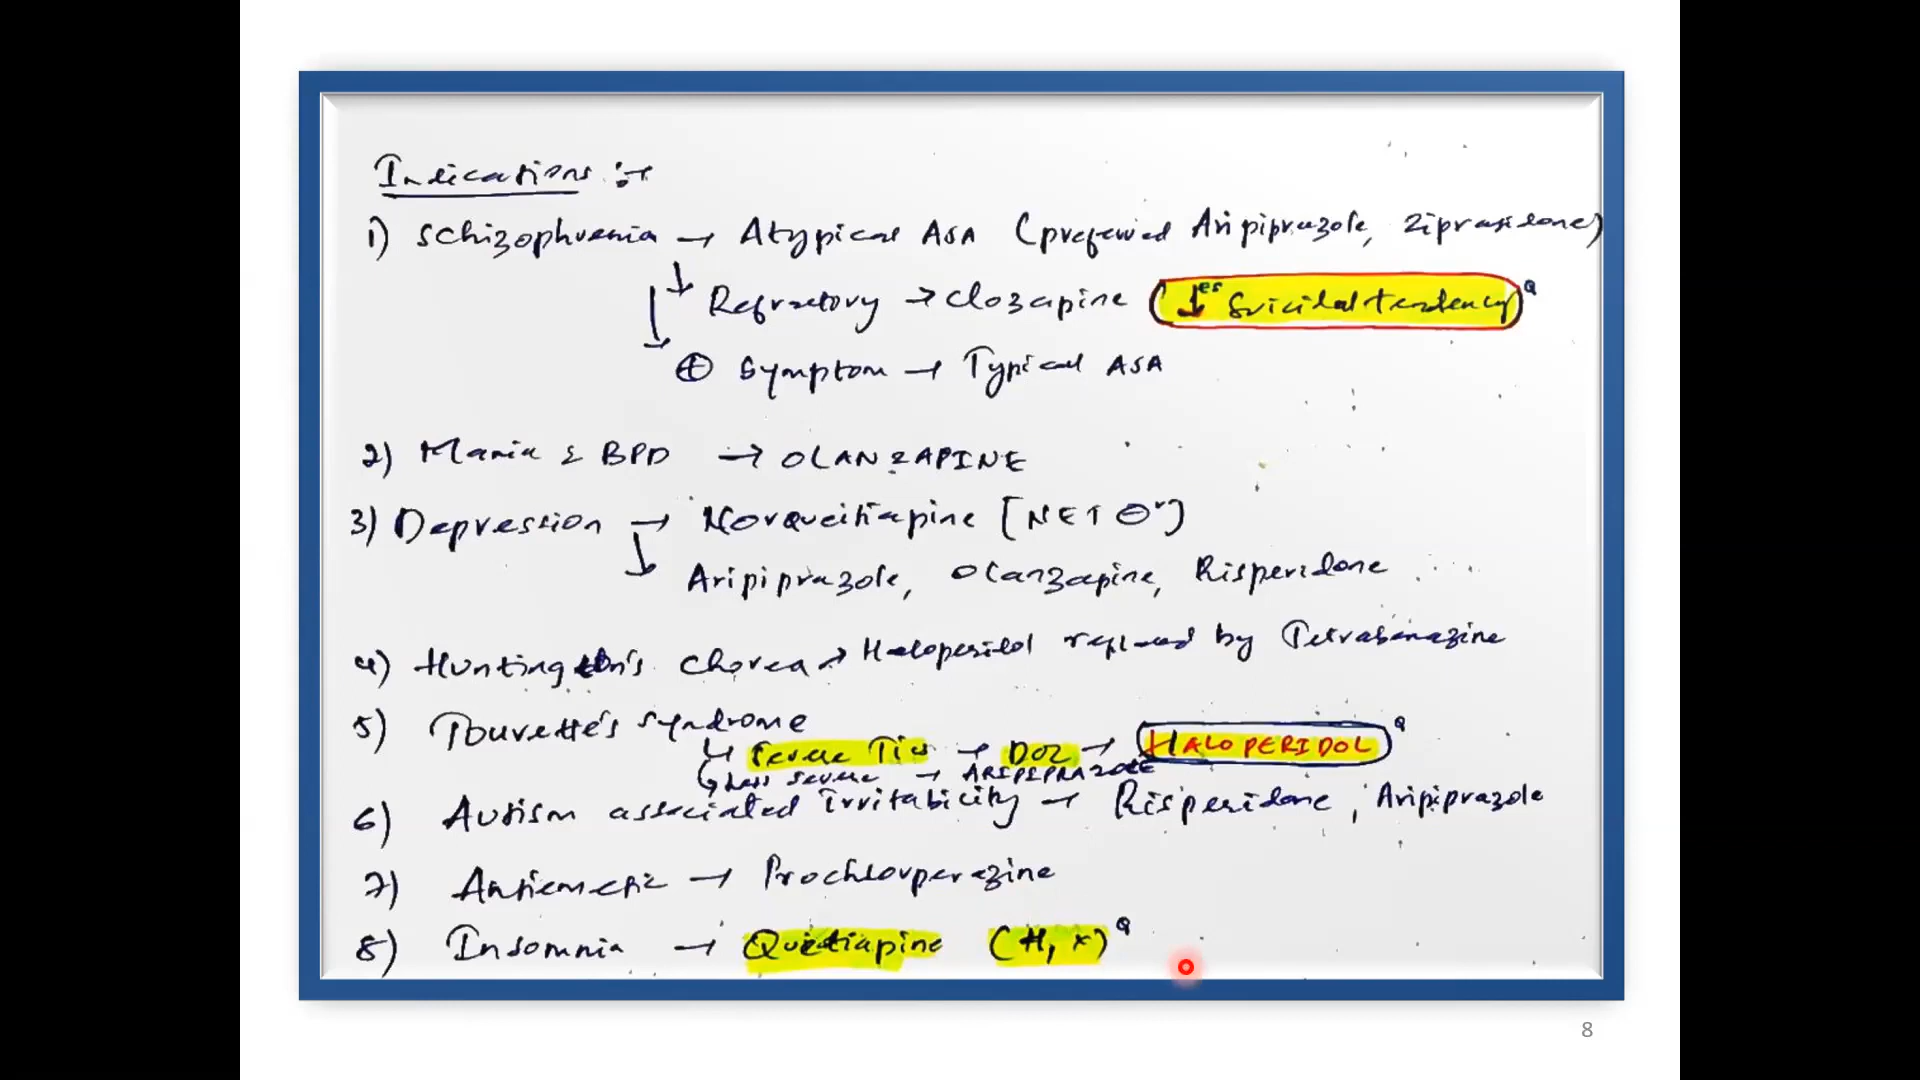 Indications :-
1) Schizophrenia → Atypical ASA (preferred Aripiprazole, Ziprasidone)
↓ Refractory → Clozapine (↓es Suicidal tendency)Q
↓ ⊕ Symptom → Typical ASA
2) Mania & BPD → OLANZAPINE
3) Depression → Norqueitiapine [NET ⊖r]
↓ Aripiprazole, Olanzapine, Risperidone
4) Huntington's Chorea → Haloperidol replaced by Tetrabenazine
5) Tourette's syndrome
↳ Severe Tics → DOC → HALOPERIDOL Q
↳ Less severe → ARIPIPRAZOLE
6) Autism associated irritability → Risperidone, Aripiprazole
7) Antiemetic → Prochlorperazine
8) Insomnia → Quetiapine (H1 ×)Q
8